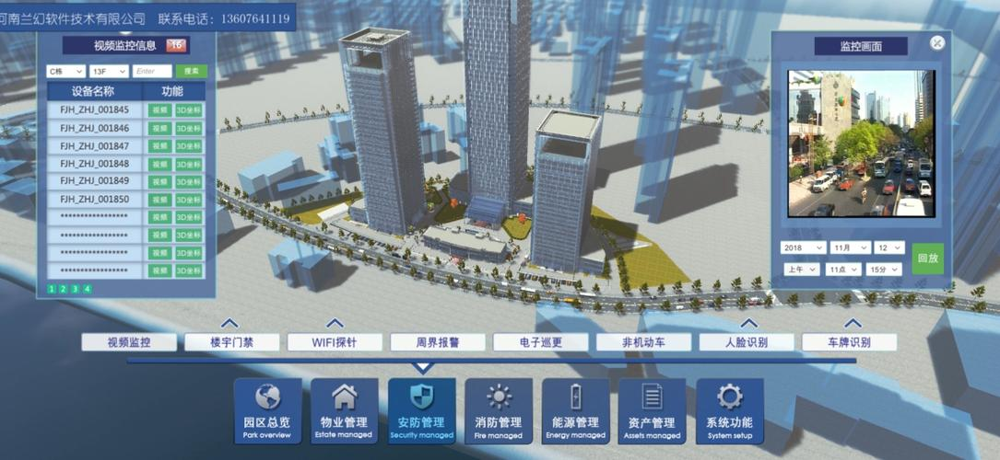 河南兰幻软件技术有限公司 联系电话：13607641119
视频监控信息 16
C栋 13F Enter 搜索
设备名称 功能
FJH_ZHJ_001845 视频 3D坐标
FJH_ZHJ_001846 视频 3D坐标
FJH_ZHJ_001847 视频 3D坐标
FJH_ZHJ_001848 视频 3D坐标
FJH_ZHJ_001849 视频 3D坐标
FJH_ZHJ_001850 视频 3D坐标
***************** 视频 3D坐标
***************** 视频 3D坐标
***************** 视频 3D坐标
***************** 视频 3D坐标
1 2 3 4
监控画面
2018 11月 12
上午 11点 15分
回放
视频监控 楼宇门禁 WIFI探针 周界报警 电子巡更 非机动车 人脸识别 车牌识别
园区总览 物业管理 安防管理 消防管理 能源管理 资产管理 系统功能
Park overview Estate managed Security managed Fire managed Energy managed Assets managed System setup